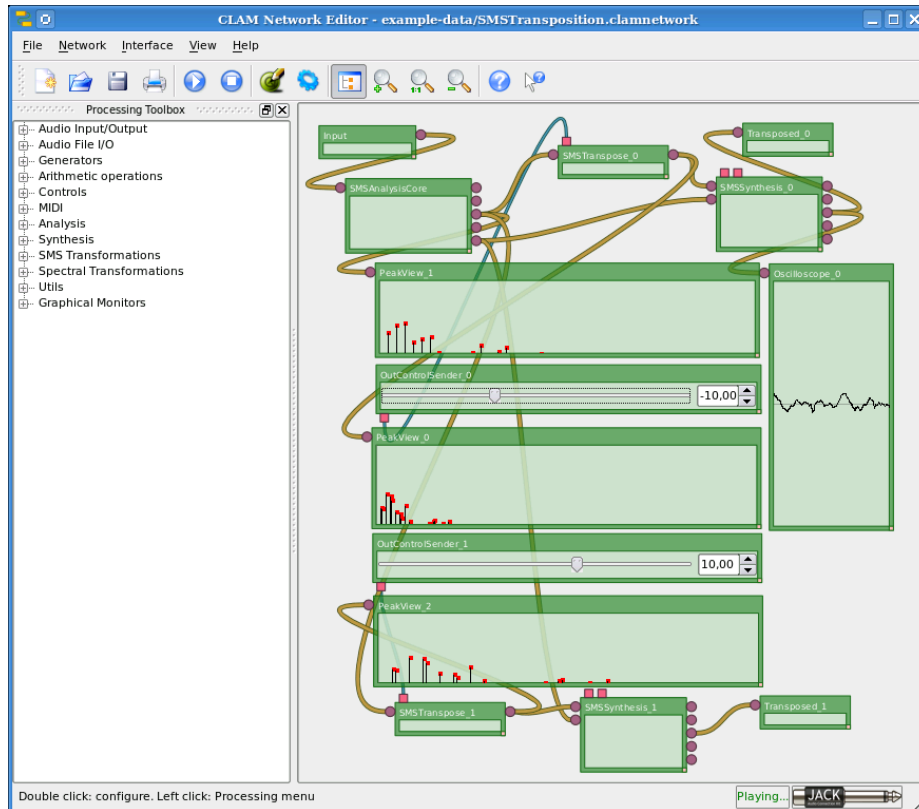 CLAM Network Editor - example-data/SMSTransposition.clamnetwork
File Network Interface View Help
Processing Toolbox
Audio Input/Output
Audio File I/O
Generators
Arithmetic operations
Controls
MIDI
Analysis
Synthesis
SMS Transformations
Spectral Transformations
Utils
Graphical Monitors
Input
SMSTranspose_0
Transposed_0
SMSAnalysisCore
SMSSynthesis_0
PeakView_1
Oscilloscope_0
OutControlSender_0
-10,00
PeakView_0
OutControlSender_1
10,00
PeakView_2
SMSTranspose_1
SMSSynthesis_1
Transposed_1
Double click: configure. Left click: Processing menu
Playing...
JACK